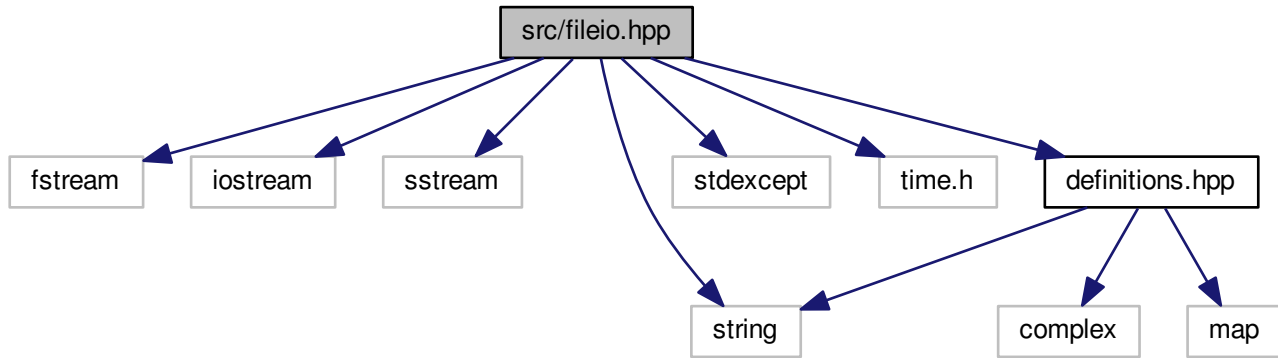 src/fileio.hpp
fstream
iostream
sstream
stdexcept
time.h
definitions.hpp
string
complex
map